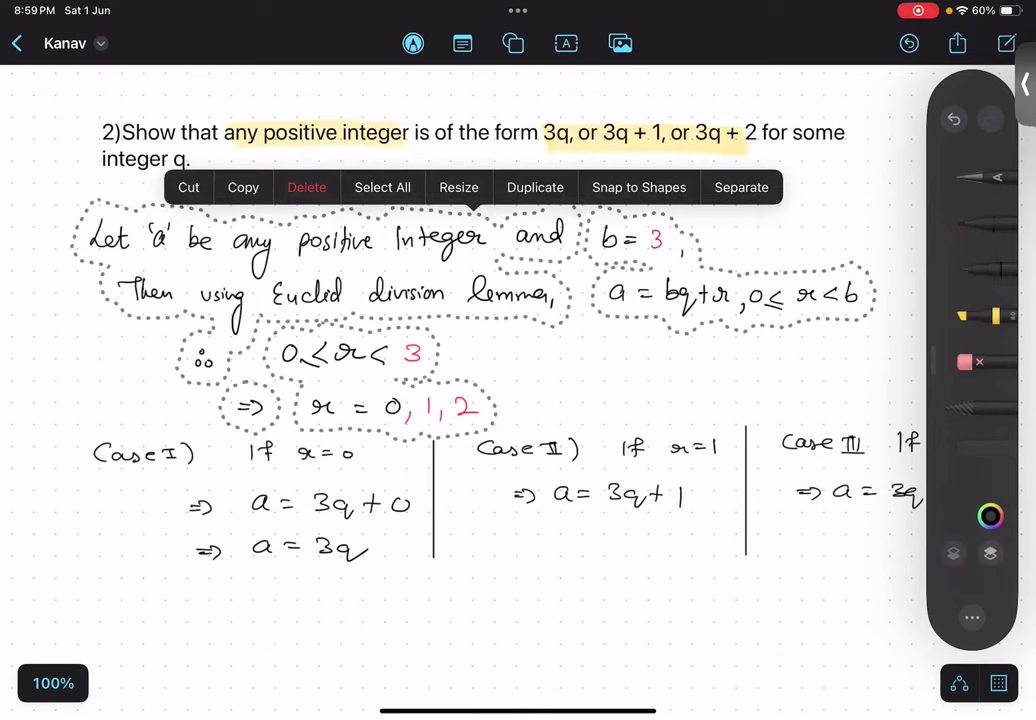 8:59 PM Sat 1 Jun
60%
Kanav
A
2)Show that any positive integer is of the form 3q, or 3q + 1, or 3q + 2 for some
integer q.
Cut Copy Delete Select All Resize Duplicate Snap to Shapes Separate
Let 'a' be any positive Integer and b = 3,
Then using Euclid division lemma, a = bq + r, 0 ≤ r < b
∴ 0 ≤ r < 3
⇒ r = 0, 1, 2
Case I) If r = 0
⇒ a = 3q + 0
⇒ a = 3q
Case II) If r = 1
⇒ a = 3q + 1
Case III If
⇒ a = 3q
100%